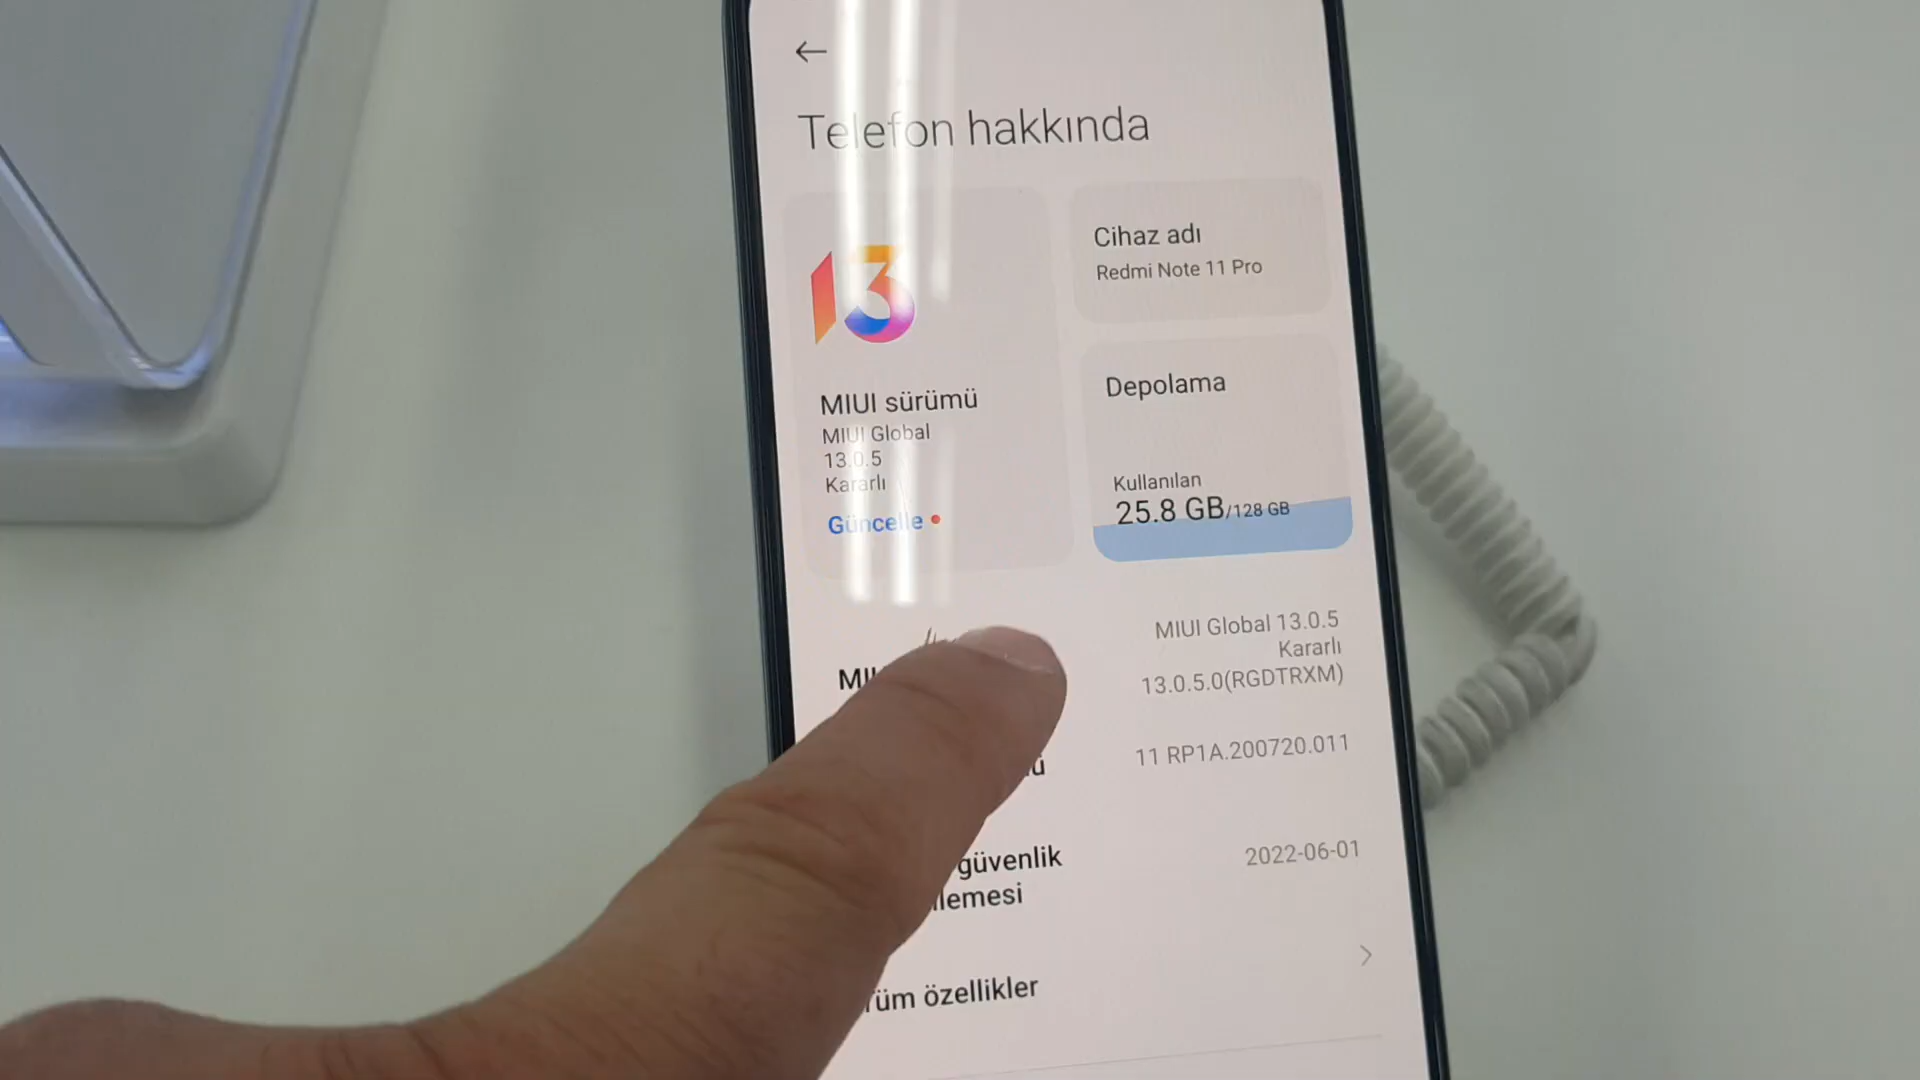 Telefon hakkında
13
MIUI sürümü
MIUI Global
13.0.5
Kararlı
Güncelle
Cihaz adı
Redmi Note 11 Pro
Depolama
Kullanılan
25.8 GB/128 GB
MIUI Global 13.0.5
Kararlı
13.0.5.0(RGDTRXM)
11 RP1A.200720.011
güvenlik
2022-06-01
özellikler